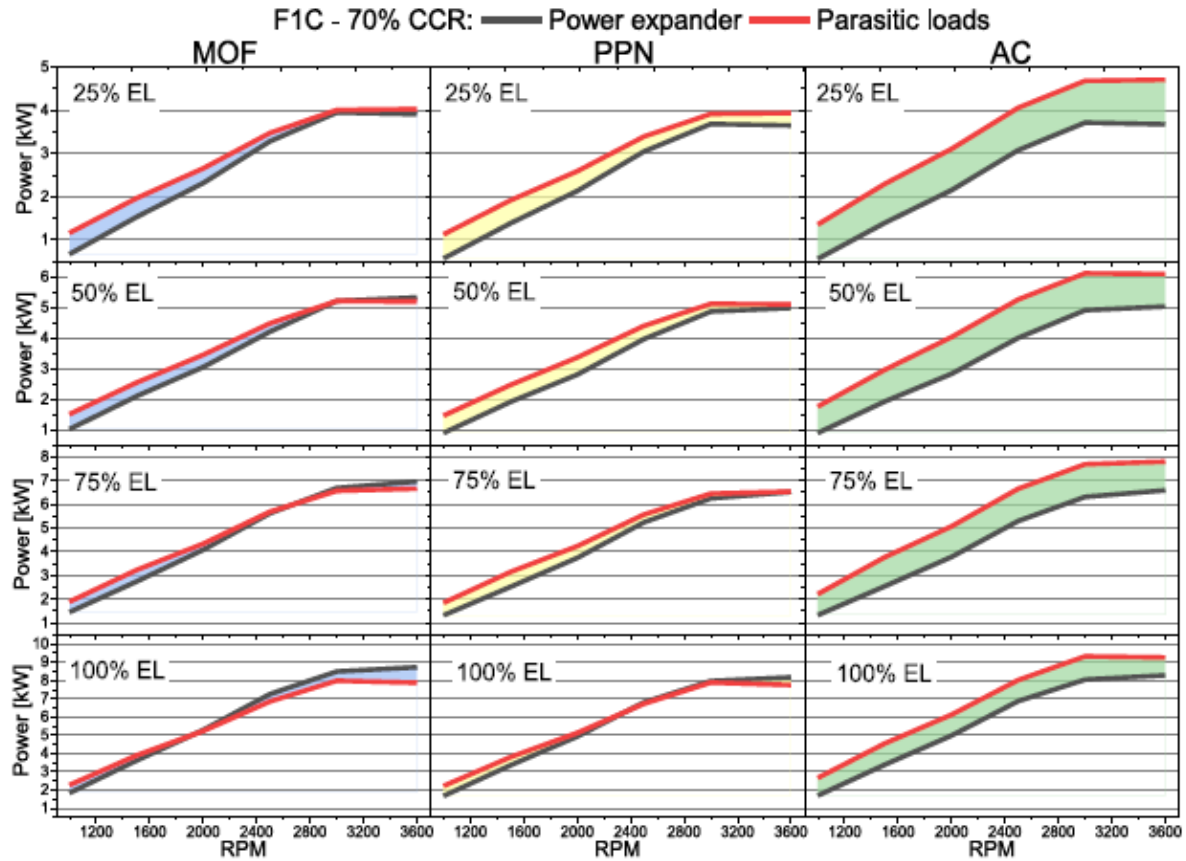 F1C - 70% CCR: Power expander Parasitic loads
MOF PPN AC
5
4
3
2
1
Power [kW]
25% EL
25% EL
25% EL
6
5
4
3
2
1
Power [kW]
50% EL
50% EL
50% EL
8
7
6
5
4
3
2
1
Power [kW]
75% EL
75% EL
75% EL
10
9
8
7
6
5
4
3
2
1
Power [kW]
100% EL
100% EL
100% EL
1200 1600 2000 2400 2800 3200 3600
1200 1600 2000 2400 2800 3200 3600
1200 1600 2000 2400 2800 3200 3600
RPM RPM RPM